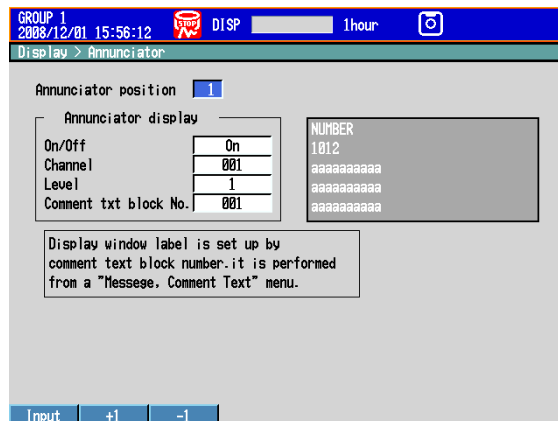 GROUP 1
2008/12/01 15:56:12
STOP
DISP
1hour
Display > Annunciator
Annunciator position 1
Annunciator display
On/Off On
Channel 001
Level 1
Comment txt block No. 001
NUMBER
1012
aaaaaaaaaa
aaaaaaaaaa
aaaaaaaaaa
Display window label is set up by
comment text block number.it is performed
from a "Messege, Comment Text" menu.
Input +1 -1